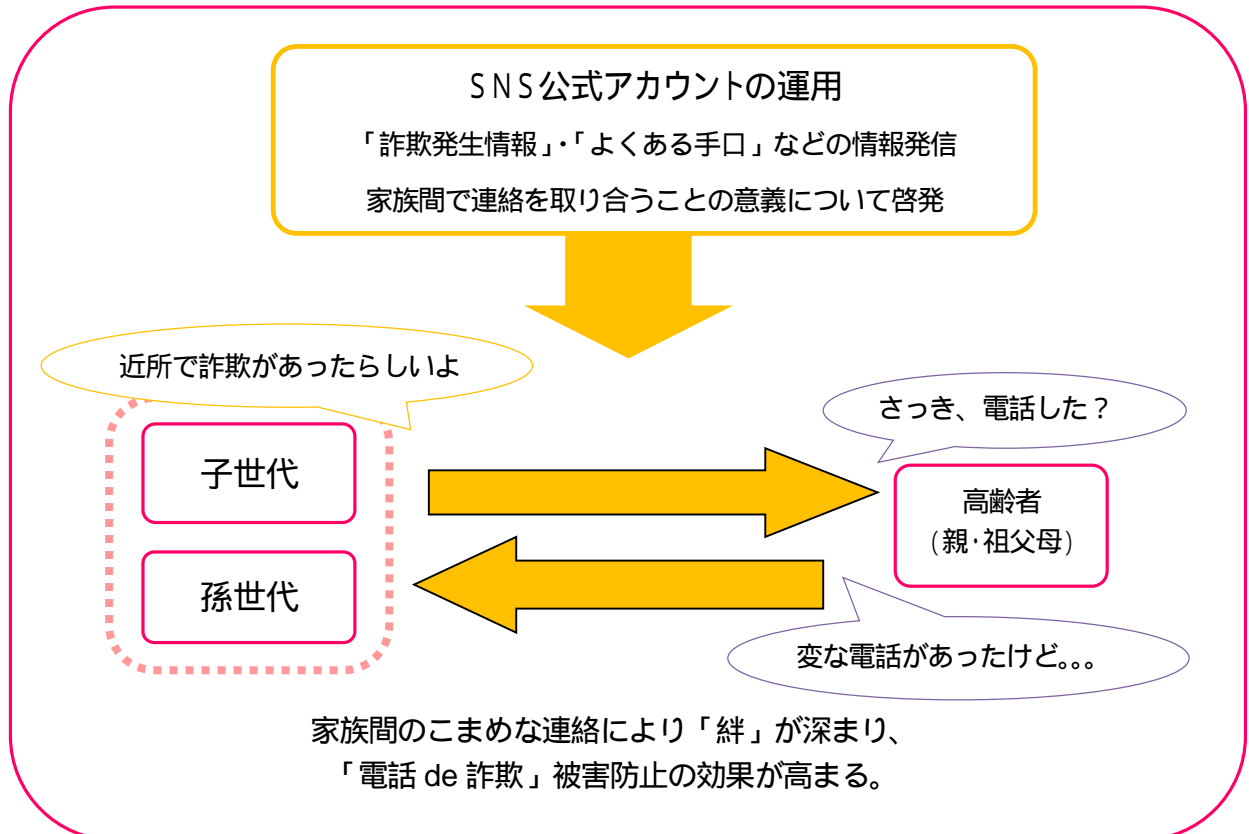 SNS公式アカウントの運用
「詐欺発生情報」・「よくある手口」などの情報発信
家族間で連絡を取り合うことの意義について啓発
近所で詐欺があったらしいよ
さっき、電話した？
子世代
高齢者
（親・祖父母）
孫世代
変な電話があったけど。。。
家族間のこまめな連絡により「絆」が深まり、
「電話 de 詐欺」被害防止の効果が高まる。